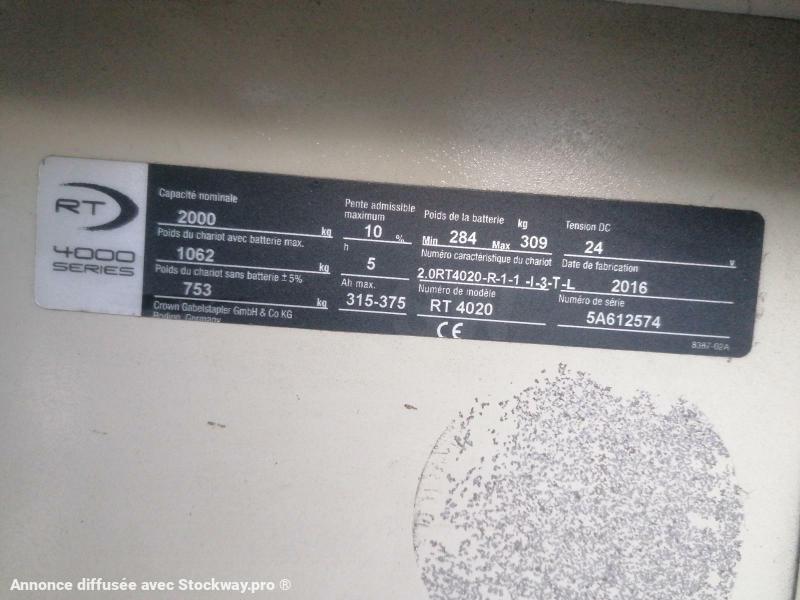 RT
4000
SERIES
Capacité nominale
2000 kg
Poids du chariot avec batterie max.
1062 kg
Poids du chariot sans batterie ± 5%
753 kg
Crown Gabelstapler GmbH & Co KG
Roding, Germany
Pente admissible
maximum
10 %
h
5
Ah max.
315-375
Poids de la batterie kg
Min 284 Max 309
Numéro caractéristique du chariot
2.0RT4020-R-1-1 -I-3-T-L
Numéro de modèle
RT 4020
CE
Tension DC
24 v
Date de fabrication
2016
Numéro de série
5A612574
8387-02A
Annonce diffusée avec Stockway.pro ®